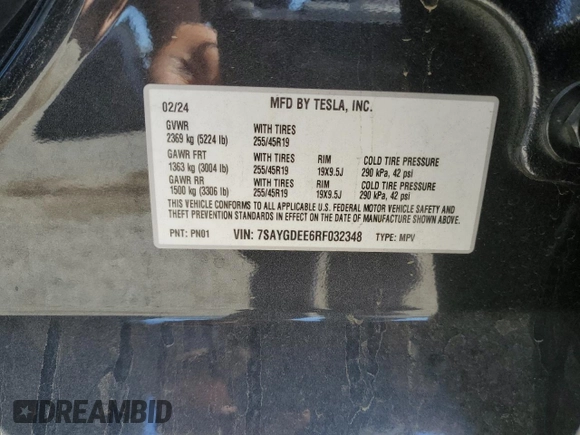 02/24 MFD BY TESLA, INC.
GVWR WITH TIRES
2369 kg (5224 lb) 255/45R19
GAWR FRT WITH TIRES RIM COLD TIRE PRESSURE
1363 kg (3004 lb) 255/45R19 19X9.5J 290 kPa, 42 psi
GAWR RR WITH TIRES RIM COLD TIRE PRESSURE
1500 kg (3306 lb) 255/45R19 19X9.5J 290 kPa, 42 psi
THIS VEHICLE CONFORMS TO ALL APPLICABLE U.S. FEDERAL MOTOR VEHICLE SAFETY AND
THEFT PREVENTION STANDARDS IN EFFECT ON THE DATE OF MANUFACTURE SHOWN ABOVE.
PNT: PN01 VIN: 7SAYGDEE6RF032348 TYPE: MPV
DREAMBID